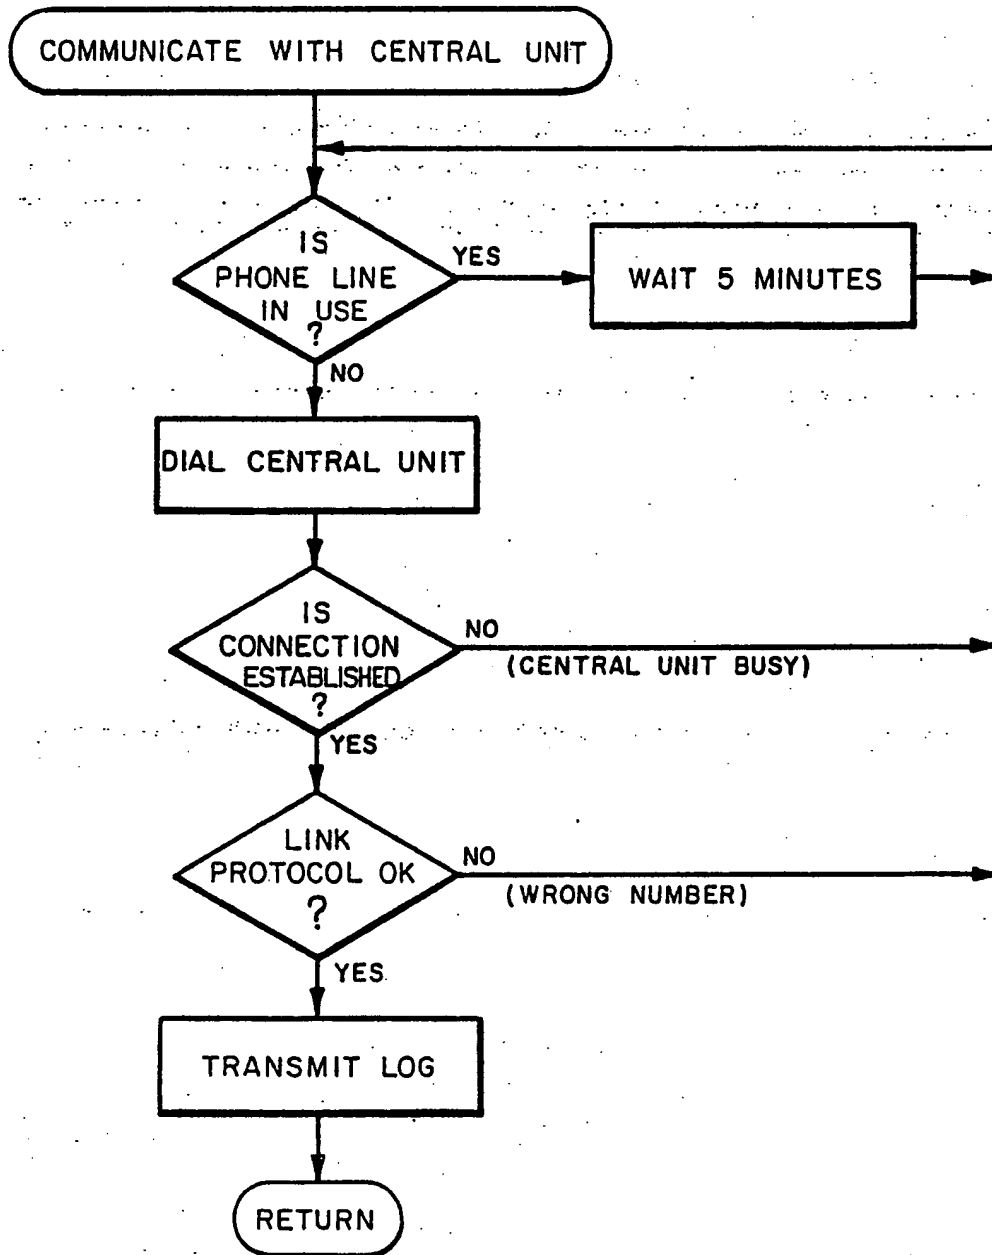 COMMUNICATE WITH CENTRAL UNIT
IS
PHONE LINE
IN USE
?
YES
WAIT 5 MINUTES
NO
DIAL CENTRAL UNIT
IS
CONNECTION
ESTABLISHED
?
NO
(CENTRAL UNIT BUSY)
YES
LINK
PROTOCOL OK
?
NO
(WRONG NUMBER)
YES
TRANSMIT LOG
RETURN